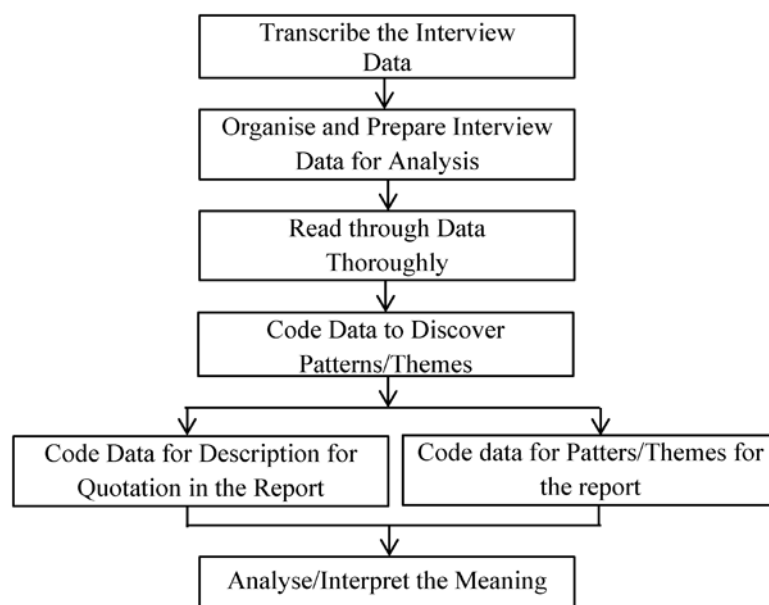 Transcribe the Interview
Data
Organise and Prepare Interview
Data for Analysis
Read through Data
Thoroughly
Code Data to Discover
Patterns/Themes
Code Data for Description for
Quotation in the Report
Code data for Patters/Themes for
the report
Analyse/Interpret the Meaning